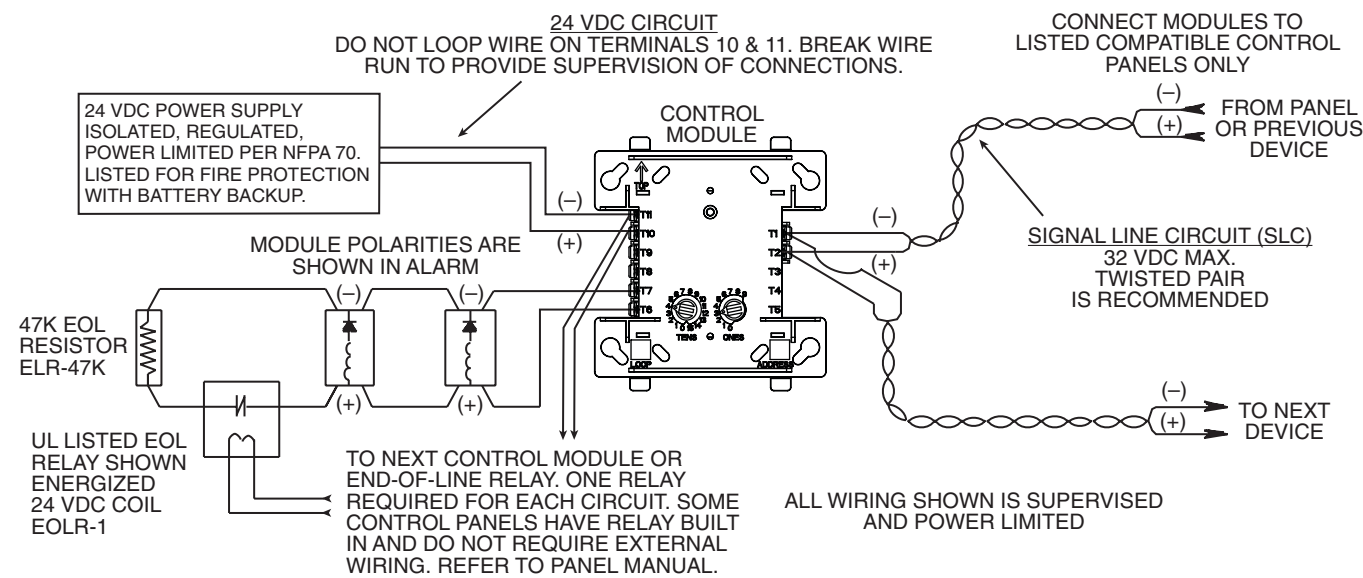 24 VDC CIRCUIT
DO NOT LOOP WIRE ON TERMINALS 10 & 11. BREAK WIRE
RUN TO PROVIDE SUPERVISION OF CONNECTIONS.
CONNECT MODULES TO
LISTED COMPATIBLE CONTROL
PANELS ONLY
(–)
(+)
FROM PANEL
OR PREVIOUS
DEVICE
24 VDC POWER SUPPLY
ISOLATED, REGULATED,
POWER LIMITED PER NFPA 70.
LISTED FOR FIRE PROTECTION
WITH BATTERY BACKUP.
CONTROL
MODULE
TOP
(–)
(+)
T11
T10
T9
T8
T7
T6
T1
T2
T3
T4
T5
TENS
ONES
LOOP
ADDRESS
(–)
(+)
SIGNAL LINE CIRCUIT (SLC)
32 VDC MAX.
TWISTED PAIR
IS RECOMMENDED
MODULE POLARITIES ARE
SHOWN IN ALARM
(–)
(–)
(+)
(+)
47K EOL
RESISTOR
ELR-47K
UL LISTED EOL
RELAY SHOWN
ENERGIZED
24 VDC COIL
EOLR-1
TO NEXT CONTROL MODULE OR
END-OF-LINE RELAY. ONE RELAY
REQUIRED FOR EACH CIRCUIT. SOME
CONTROL PANELS HAVE RELAY BUILT
IN AND DO NOT REQUIRE EXTERNAL
WIRING. REFER TO PANEL MANUAL.
(–)
(+)
TO NEXT
DEVICE
ALL WIRING SHOWN IS SUPERVISED
AND POWER LIMITED